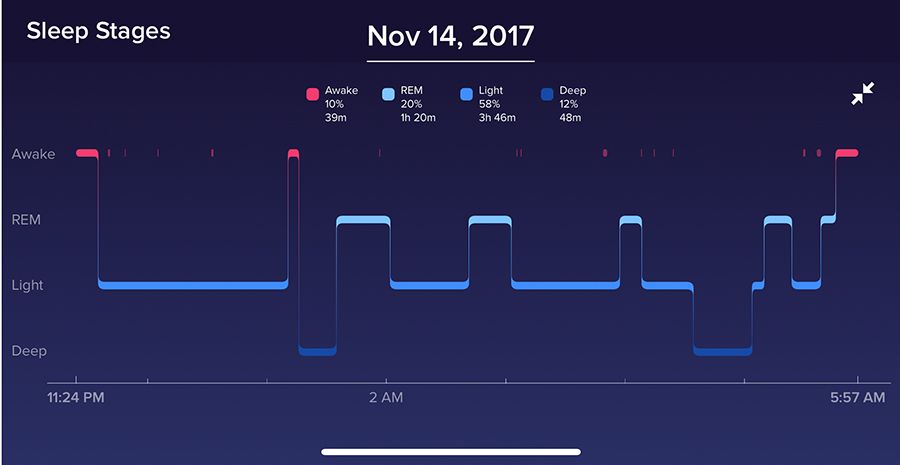 Sleep Stages
Nov 14, 2017
Awake
10%
39m
REM
20%
1h 20m
Light
58%
3h 46m
Deep
12%
48m
Awake
REM
Light
Deep
11:24 PM
2 AM
5:57 AM